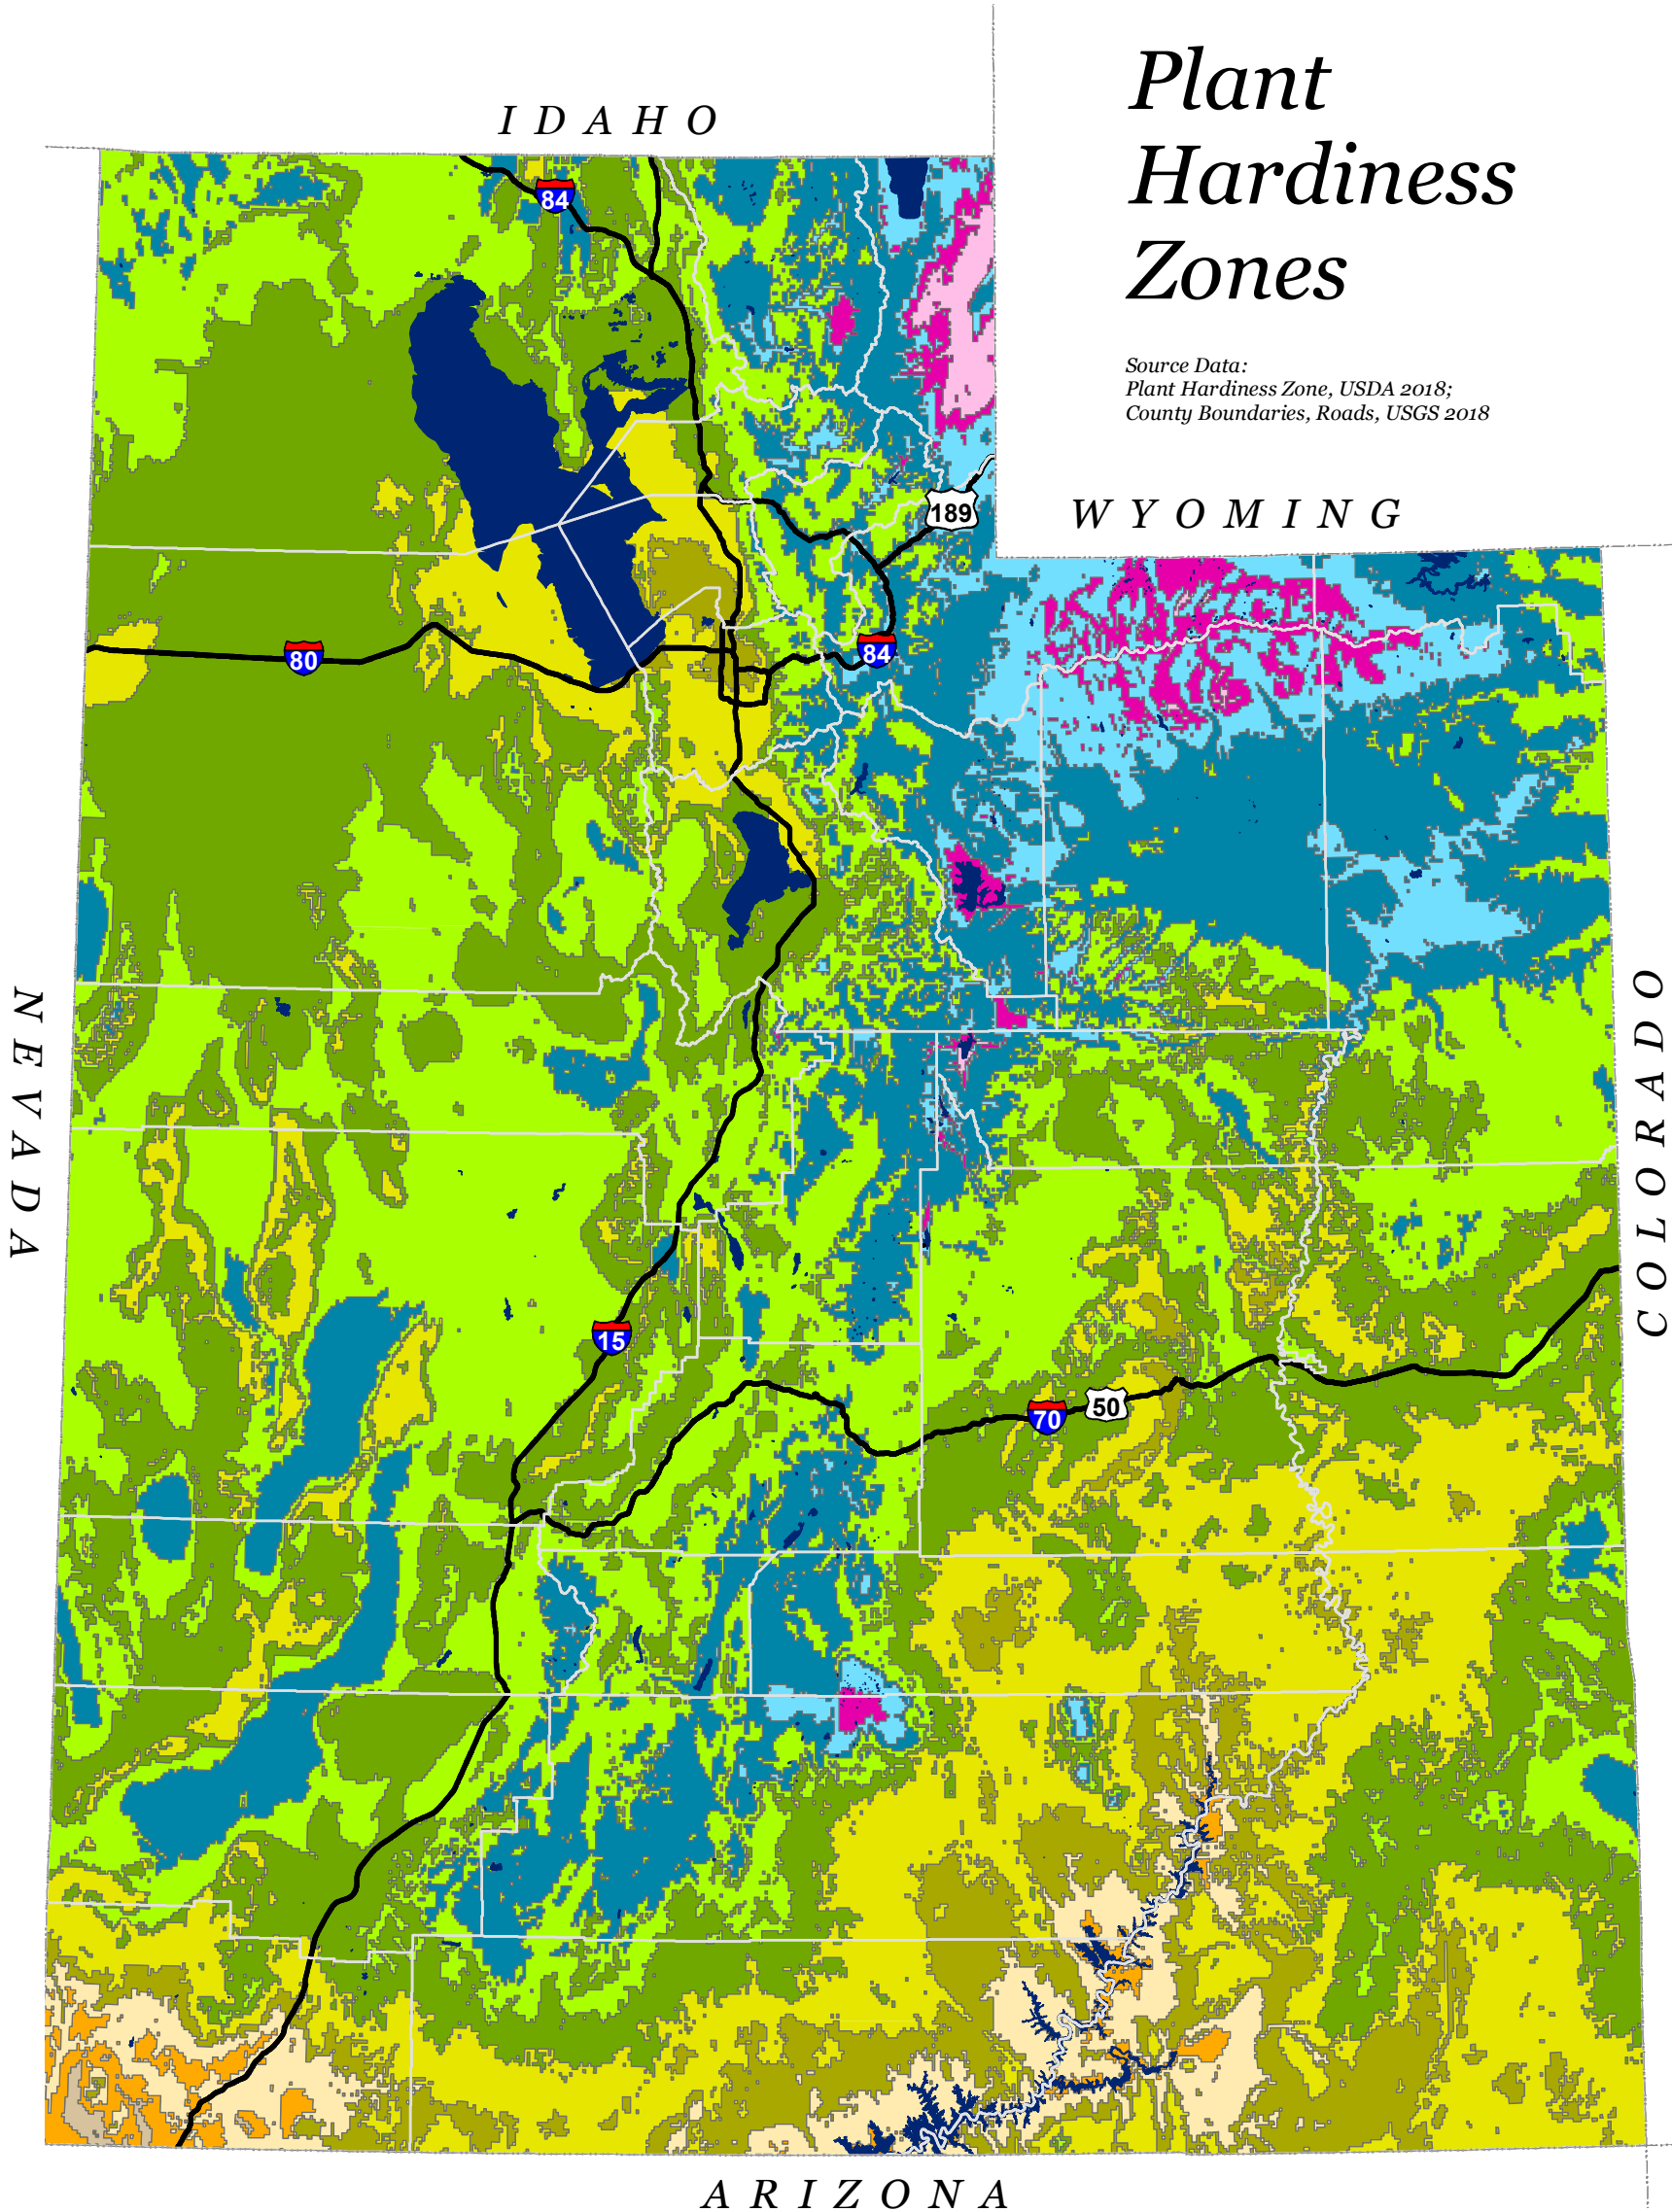 Plant
Hardiness
Zones
Source Data:
Plant Hardiness Zone, USDA 2018;
County Boundaries, Roads, USGS 2018
IDAHO
84
189
WYOMING
80
84
NEVADA
COLORADO
15
70
50
ARIZONA